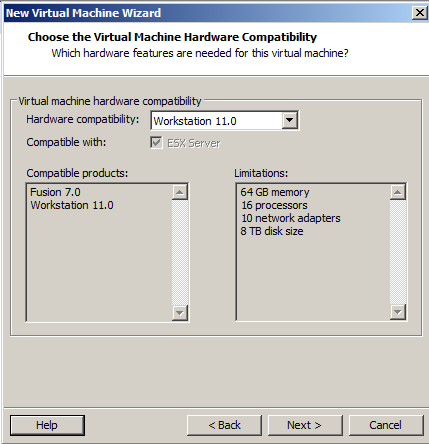 New Virtual Machine Wizard
Choose the Virtual Machine Hardware Compatibility
Which hardware features are needed for this virtual machine?
Virtual machine hardware compatibility
Hardware compatibility: Workstation 11.0
Compatible with: ESX Server
Compatible products:
Fusion 7.0
Workstation 11.0
Limitations:
64 GB memory
16 processors
10 network adapters
8 TB disk size
Help < Back Next > Cancel